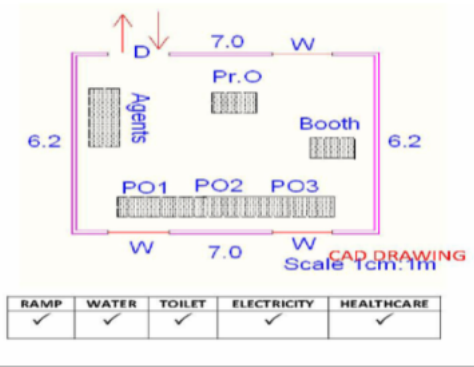 7.0
D
W
Pr.O
Agents
Booth
6.2
6.2
PO1 PO2 PO3
W
7.0
W
CAD DRAWING
Scale 1cm:1m
RAMP WATER TOILET ELECTRICITY HEALTHCARE
✓ ✓ ✓ ✓ ✓